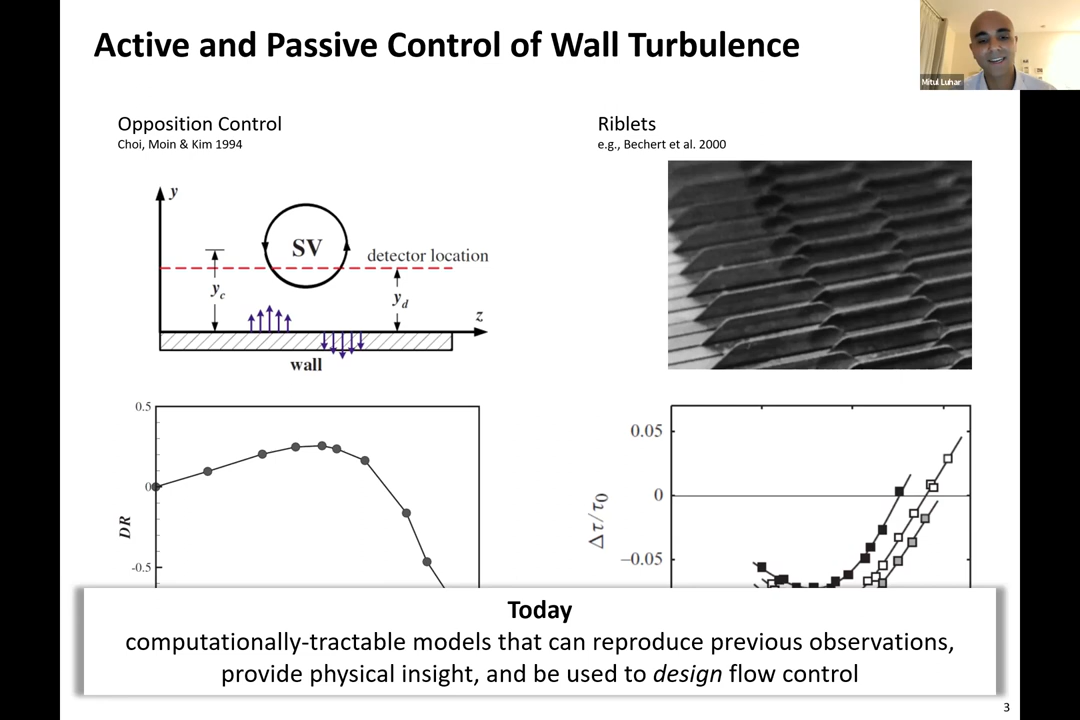 Active and Passive Control of Wall Turbulence
Mitul Luhar
Opposition Control
Choi, Moin & Kim 1994
y
SV
detector location
y_c
y_d
z
wall
0.5
0
-0.5
DR
Riblets
e.g., Bechert et al. 2000
0.05
0
−0.05
Δτ/τ₀
Today
computationally-tractable models that can reproduce previous observations,
provide physical insight, and be used to design flow control
3